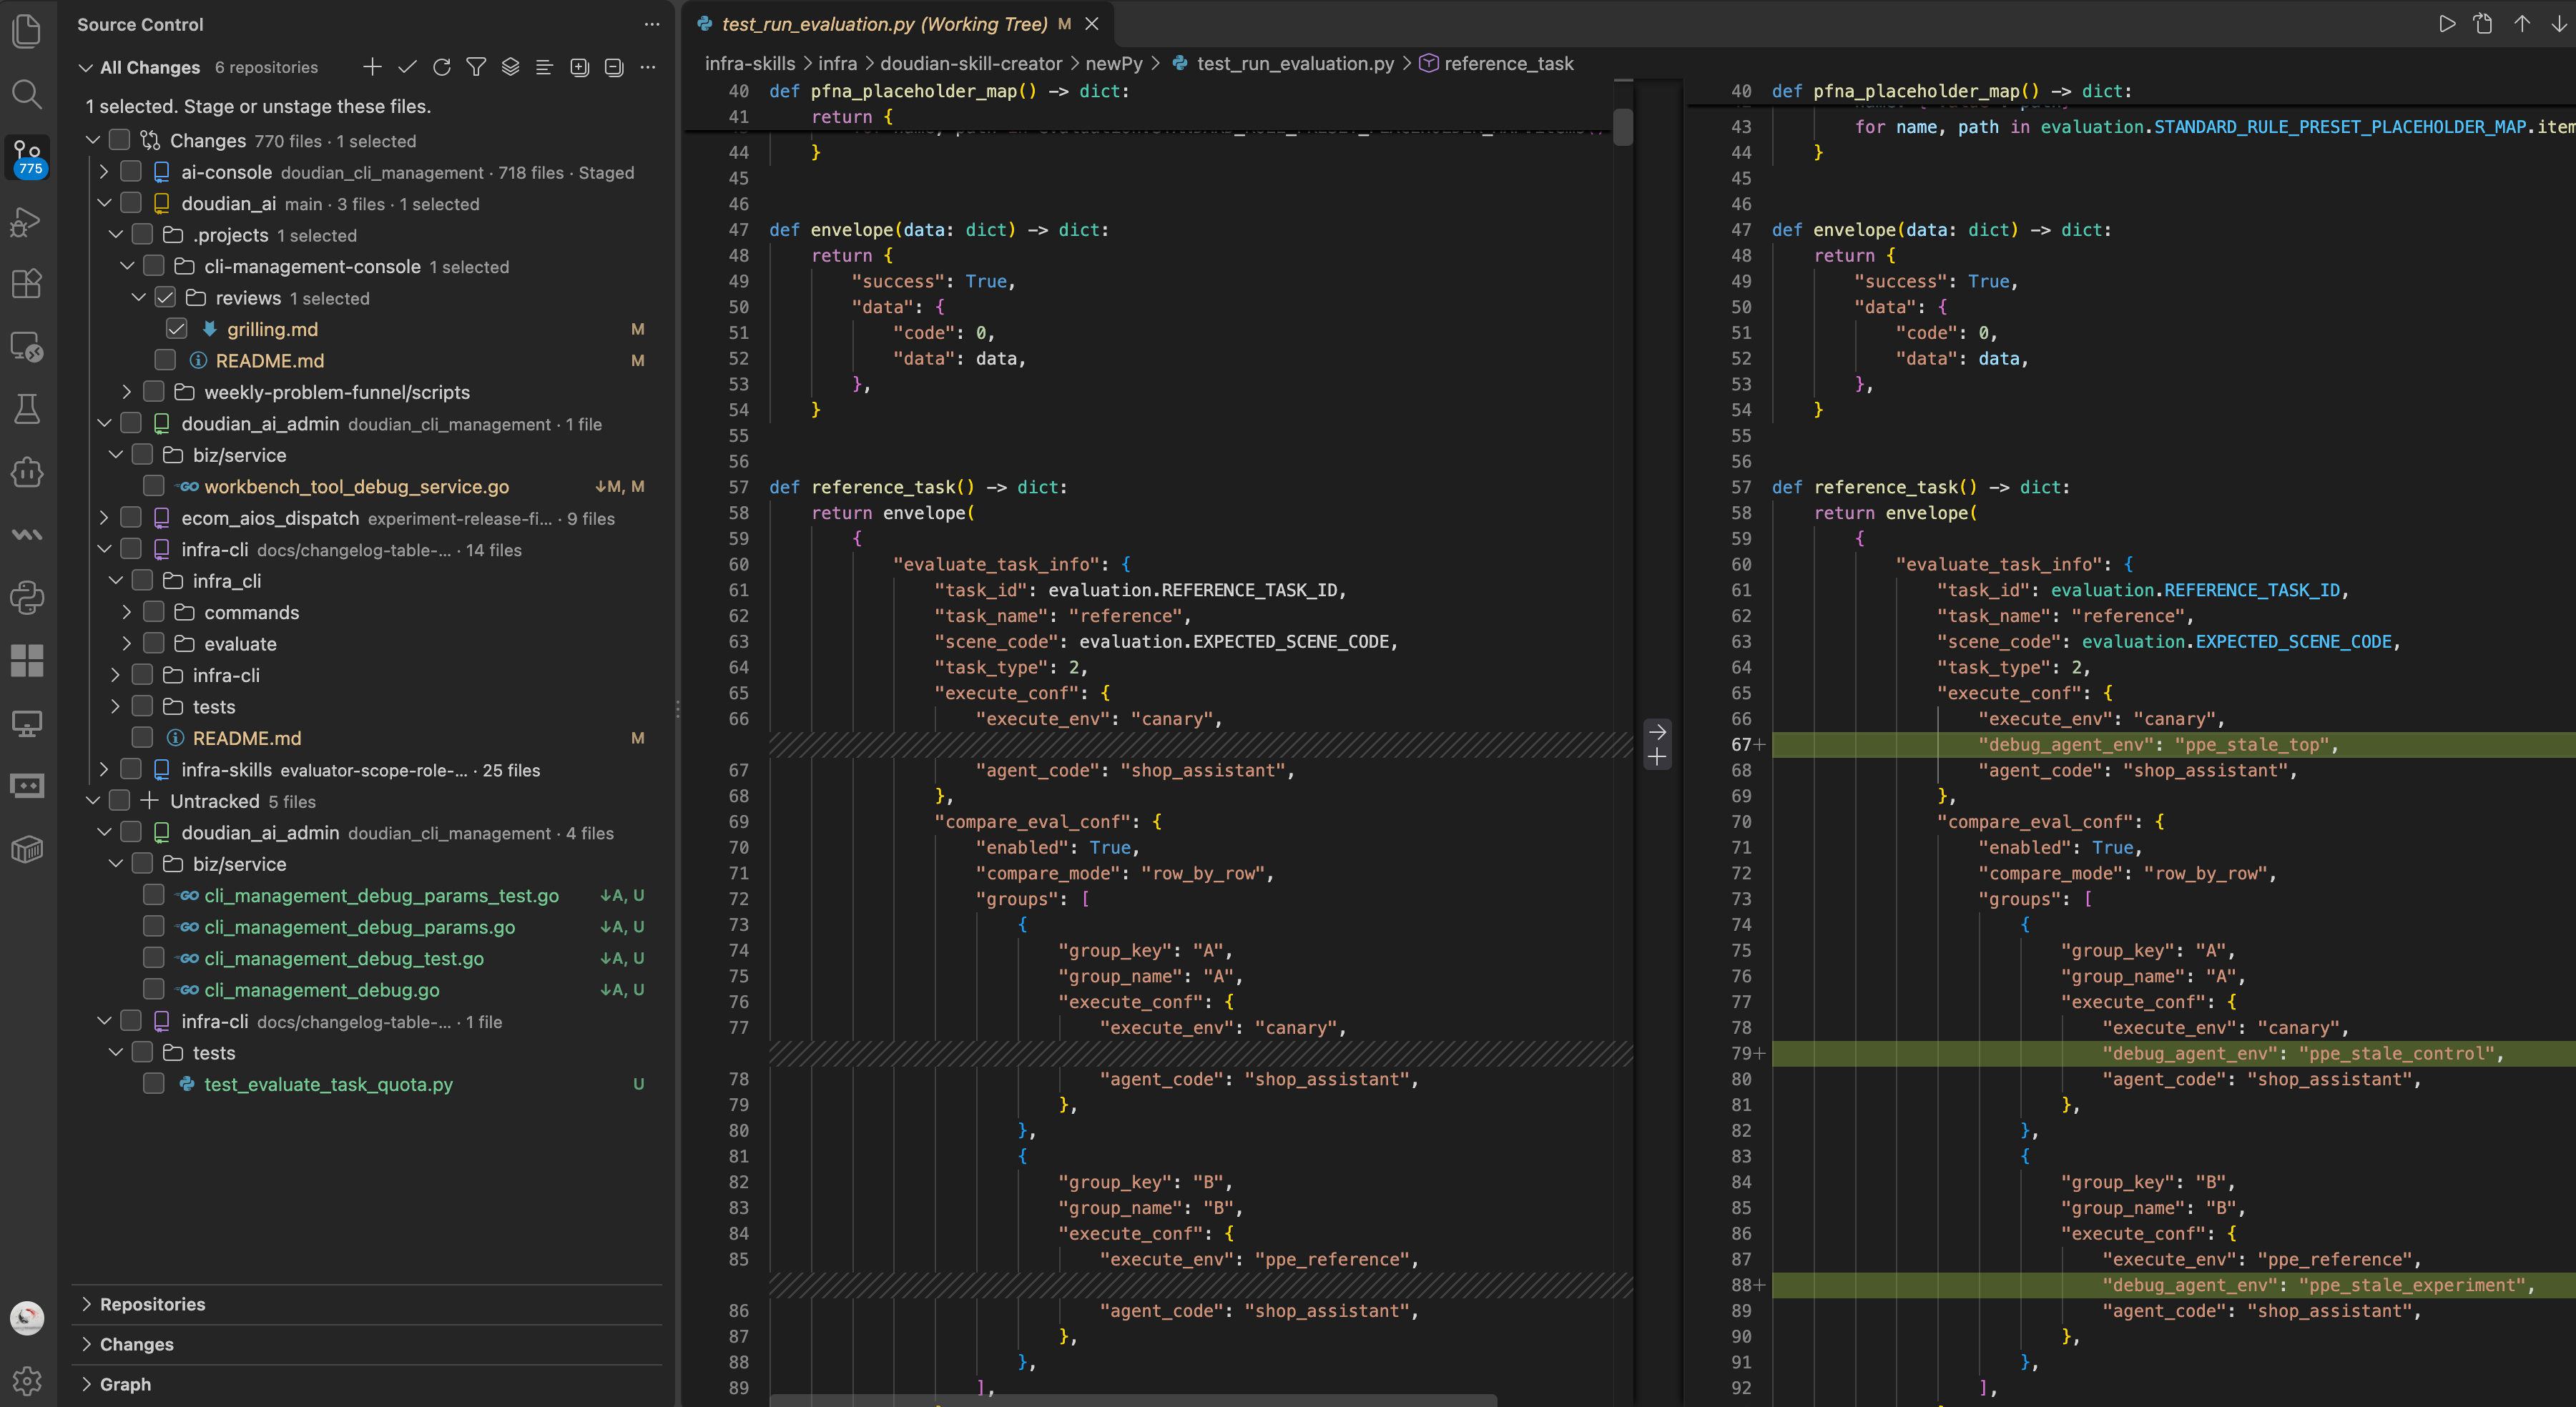 Source Control
All Changes 6 repositories
1 selected. Stage or unstage these files.
Changes 770 files · 1 selected
ai-console doudian_cli_management · 718 files · Staged
775
doudian_ai main · 3 files · 1 selected
.projects 1 selected
cli-management-console 1 selected
reviews 1 selected
grilling.md M
README.md M
weekly-problem-funnel/scripts
doudian_ai_admin doudian_cli_management · 1 file
biz/service
workbench_tool_debug_service.go ↓M, M
ecom_aios_dispatch experiment-release-fi... · 9 files
infra-cli docs/changelog-table-... · 14 files
infra_cli
commands
evaluate
infra-cli
tests
README.md M
infra-skills evaluator-scope-role-... · 25 files
Untracked 5 files
doudian_ai_admin doudian_cli_management · 4 files
biz/service
cli_management_debug_params_test.go ↓A, U
cli_management_debug_params.go ↓A, U
cli_management_debug_test.go ↓A, U
cli_management_debug.go ↓A, U
infra-cli docs/changelog-table-... · 1 file
tests
test_evaluate_task_quota.py U
Repositories
Changes
Graph
test_run_evaluation.py (Working Tree) M
infra-skills > infra > doudian-skill-creator > newPy > test_run_evaluation.py > reference_task
40 def pfna_placeholder_map() -> dict:
41 return {
44 }
45
46
47 def envelope(data: dict) -> dict:
48 return {
49 "success": True,
50 "data": {
51 "code": 0,
52 "data": data,
53 },
54 }
55
56
57 def reference_task() -> dict:
58 return envelope(
59 {
60 "evaluate_task_info": {
61 "task_id": evaluation.REFERENCE_TASK_ID,
62 "task_name": "reference",
63 "scene_code": evaluation.EXPECTED_SCENE_CODE,
64 "task_type": 2,
65 "execute_conf": {
66 "execute_env": "canary",
67 "agent_code": "shop_assistant",
68 },
69 "compare_eval_conf": {
70 "enabled": True,
71 "compare_mode": "row_by_row",
72 "groups": [
73 {
74 "group_key": "A",
75 "group_name": "A",
76 "execute_conf": {
77 "execute_env": "canary",
78 "agent_code": "shop_assistant",
79 },
80 },
81 {
82 "group_key": "B",
83 "group_name": "B",
84 "execute_conf": {
85 "execute_env": "ppe_reference",
86 "agent_code": "shop_assistant",
87 },
88 },
89 ],
40 def pfna_placeholder_map() -> dict:
43 for name, path in evaluation.STANDARD_RULE_PRESET_PLACEHOLDER_MAP.item
44 }
45
46
47 def envelope(data: dict) -> dict:
48 return {
49 "success": True,
50 "data": {
51 "code": 0,
52 "data": data,
53 },
54 }
55
56
57 def reference_task() -> dict:
58 return envelope(
59 {
60 "evaluate_task_info": {
61 "task_id": evaluation.REFERENCE_TASK_ID,
62 "task_name": "reference",
63 "scene_code": evaluation.EXPECTED_SCENE_CODE,
64 "task_type": 2,
65 "execute_conf": {
66 "execute_env": "canary",
67+ "debug_agent_env": "ppe_stale_top",
68 "agent_code": "shop_assistant",
69 },
70 "compare_eval_conf": {
71 "enabled": True,
72 "compare_mode": "row_by_row",
73 "groups": [
74 {
75 "group_key": "A",
76 "group_name": "A",
77 "execute_conf": {
78 "execute_env": "canary",
79+ "debug_agent_env": "ppe_stale_control",
80 "agent_code": "shop_assistant",
81 },
82 },
83 {
84 "group_key": "B",
85 "group_name": "B",
86 "execute_conf": {
87 "execute_env": "ppe_reference",
88+ "debug_agent_env": "ppe_stale_experiment",
89 "agent_code": "shop_assistant",
90 },
91 },
92 ],